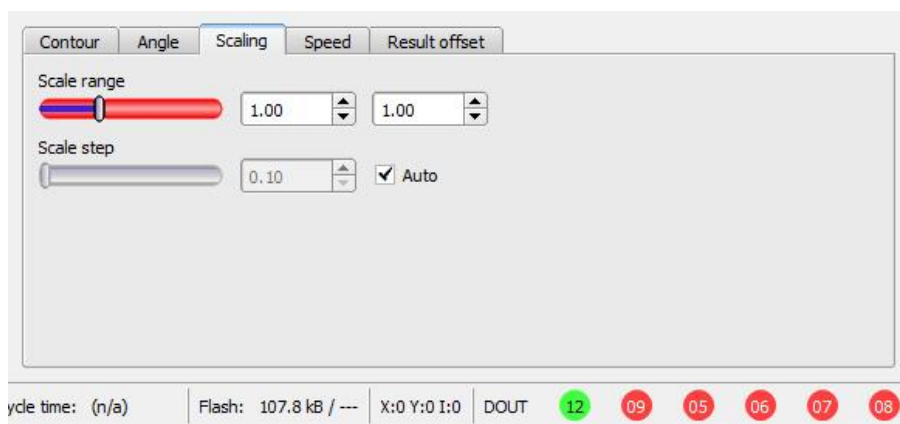 Contour Angle Scaling Speed Result offset
Scale range
1.00 1.00
Scale step
0.10 Auto
ycle time: (n/a) Flash: 107.8 kB / --- X:0 Y:0 I:0 DOUT 12 09 05 06 07 08